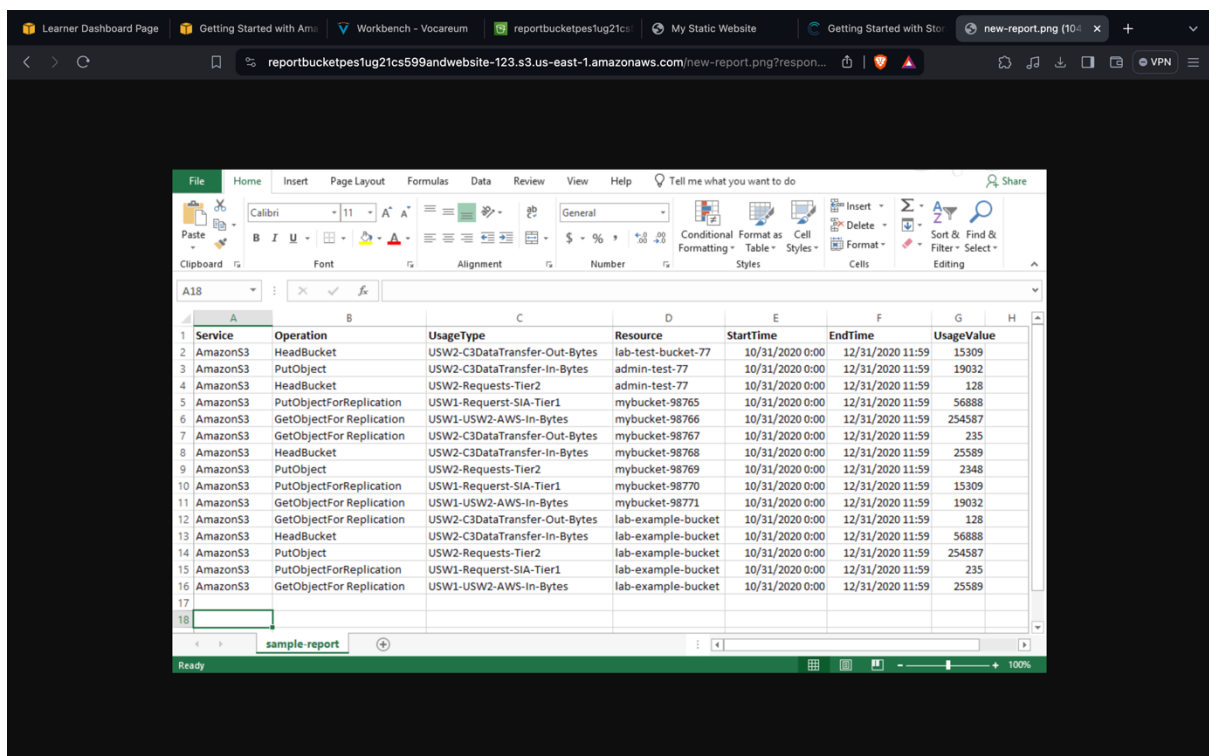 Learner Dashboard Page Getting Started with Ama Workbench - Vocareum reportbucketpes1ug21cs! My Static Website Getting Started with Stor new-report.png (104
reportbucketpes1ug21cs599andwebsite-123.s3.us-east-1.amazonaws.com/new-report.png?respon... VPN
File Home Insert Page Layout Formulas Data Review View Help Tell me what you want to do Share
Paste Calibri 11 A A ab General Conditional Format as Cell Insert Sort & Find &
B I U A $ % , Formatting Table Styles Delete Filter Select
Format
Clipboard Font Alignment Number Styles Cells Editing
A18 fx
A B C D E F G H
1 Service Operation UsageType Resource StartTime EndTime UsageValue
2 AmazonS3 HeadBucket USW2-C3DataTransfer-Out-Bytes lab-test-bucket-77 10/31/2020 0:00 12/31/2020 11:59 15309
3 AmazonS3 PutObject USW2-C3DataTransfer-In-Bytes admin-test-77 10/31/2020 0:00 12/31/2020 11:59 19032
4 AmazonS3 HeadBucket USW2-Requests-Tier2 admin-test-77 10/31/2020 0:00 12/31/2020 11:59 128
5 AmazonS3 PutObjectForReplication USW1-Requerst-SIA-Tier1 mybucket-98765 10/31/2020 0:00 12/31/2020 11:59 56888
6 AmazonS3 GetObjectFor Replication USW1-USW2-AWS-In-Bytes mybucket-98766 10/31/2020 0:00 12/31/2020 11:59 254587
7 AmazonS3 GetObjectFor Replication USW2-C3DataTransfer-Out-Bytes mybucket-98767 10/31/2020 0:00 12/31/2020 11:59 235
8 AmazonS3 HeadBucket USW2-C3DataTransfer-In-Bytes mybucket-98768 10/31/2020 0:00 12/31/2020 11:59 25589
9 AmazonS3 PutObject USW2-Requests-Tier2 mybucket-98769 10/31/2020 0:00 12/31/2020 11:59 2348
10 AmazonS3 PutObjectForReplication USW1-Requerst-SIA-Tier1 mybucket-98770 10/31/2020 0:00 12/31/2020 11:59 15309
11 AmazonS3 GetObjectFor Replication USW1-USW2-AWS-In-Bytes mybucket-98771 10/31/2020 0:00 12/31/2020 11:59 19032
12 AmazonS3 GetObjectFor Replication USW2-C3DataTransfer-Out-Bytes lab-example-bucket 10/31/2020 0:00 12/31/2020 11:59 128
13 AmazonS3 HeadBucket USW2-C3DataTransfer-In-Bytes lab-example-bucket 10/31/2020 0:00 12/31/2020 11:59 56888
14 AmazonS3 PutObject USW2-Requests-Tier2 lab-example-bucket 10/31/2020 0:00 12/31/2020 11:59 254587
15 AmazonS3 PutObjectForReplication USW1-Requerst-SIA-Tier1 lab-example-bucket 10/31/2020 0:00 12/31/2020 11:59 235
16 AmazonS3 GetObjectFor Replication USW1-USW2-AWS-In-Bytes lab-example-bucket 10/31/2020 0:00 12/31/2020 11:59 25589
17
18
sample-report
Ready 100%